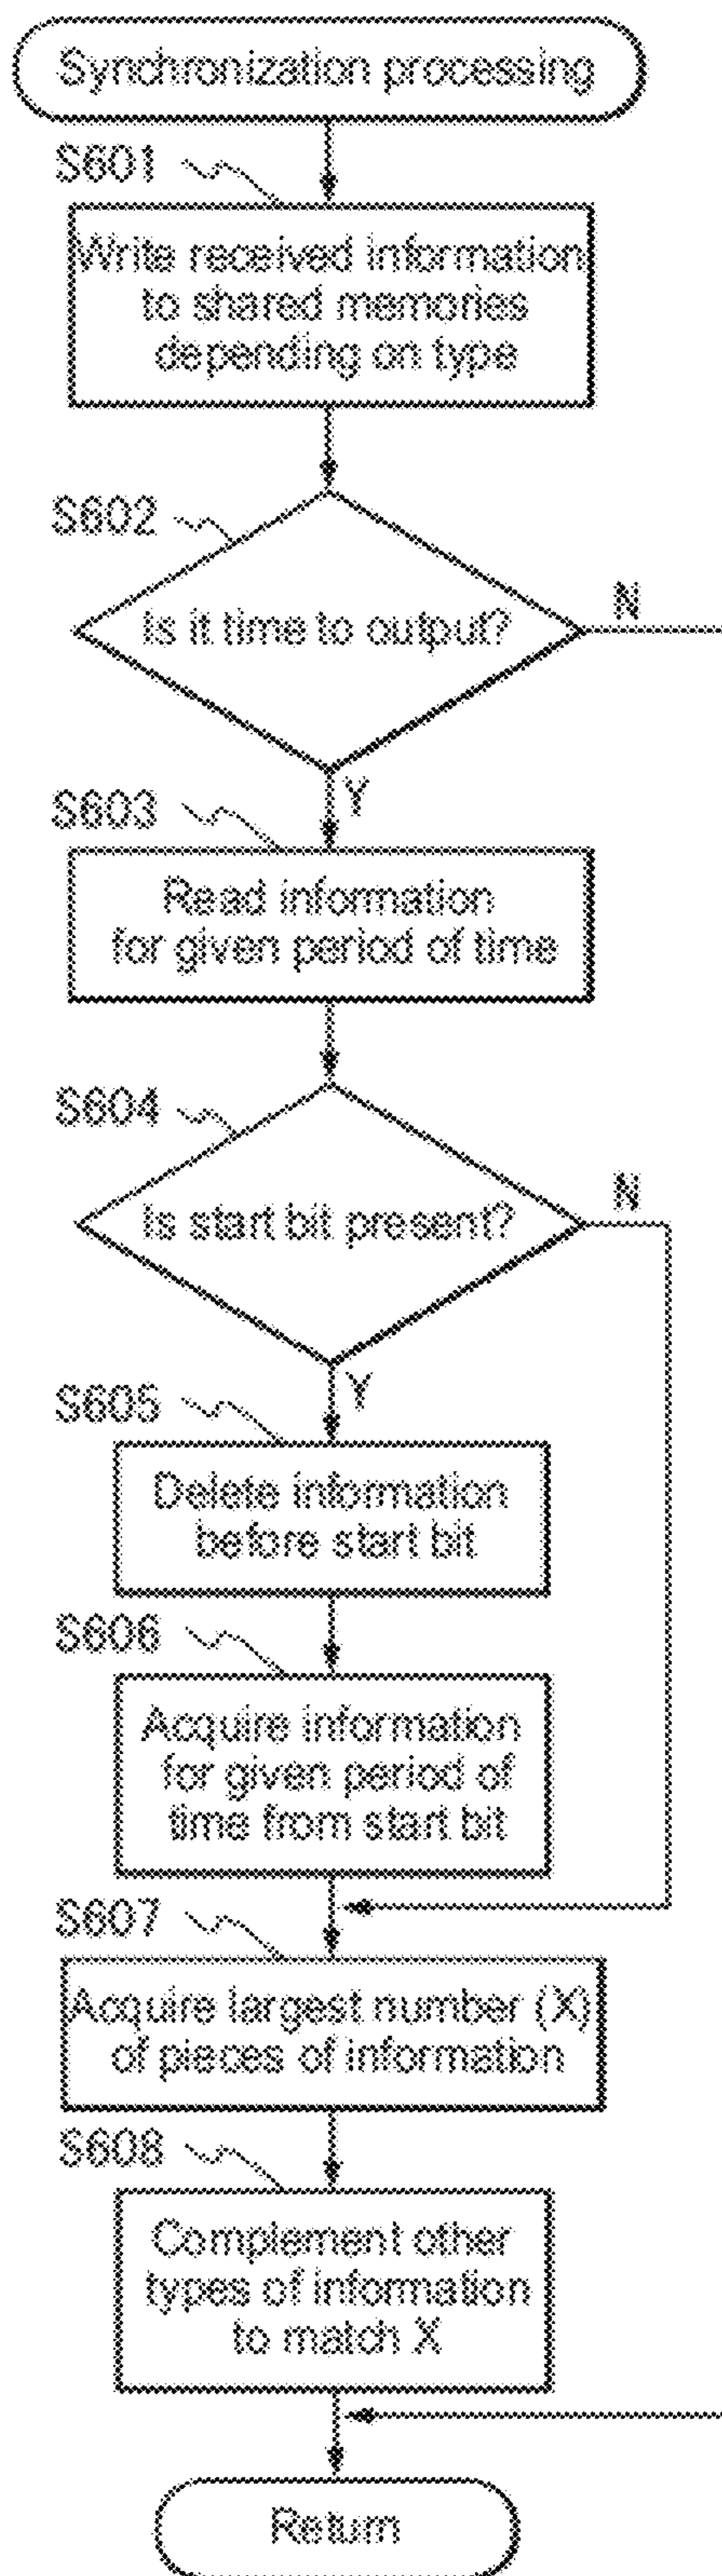 Synchronization processing
S601
Write received information
to shared memories
depending on type
S602
Is it time to output?
N
Y
S603
Read information
for given period of time
S604
Is start bit present?
N
Y
S605
Delete information
before start bit
S606
Acquire information
for given period of
time from start bit
S607
Acquire largest number (X)
of pieces of information
S608
Complement other
types of information
to match X
Return